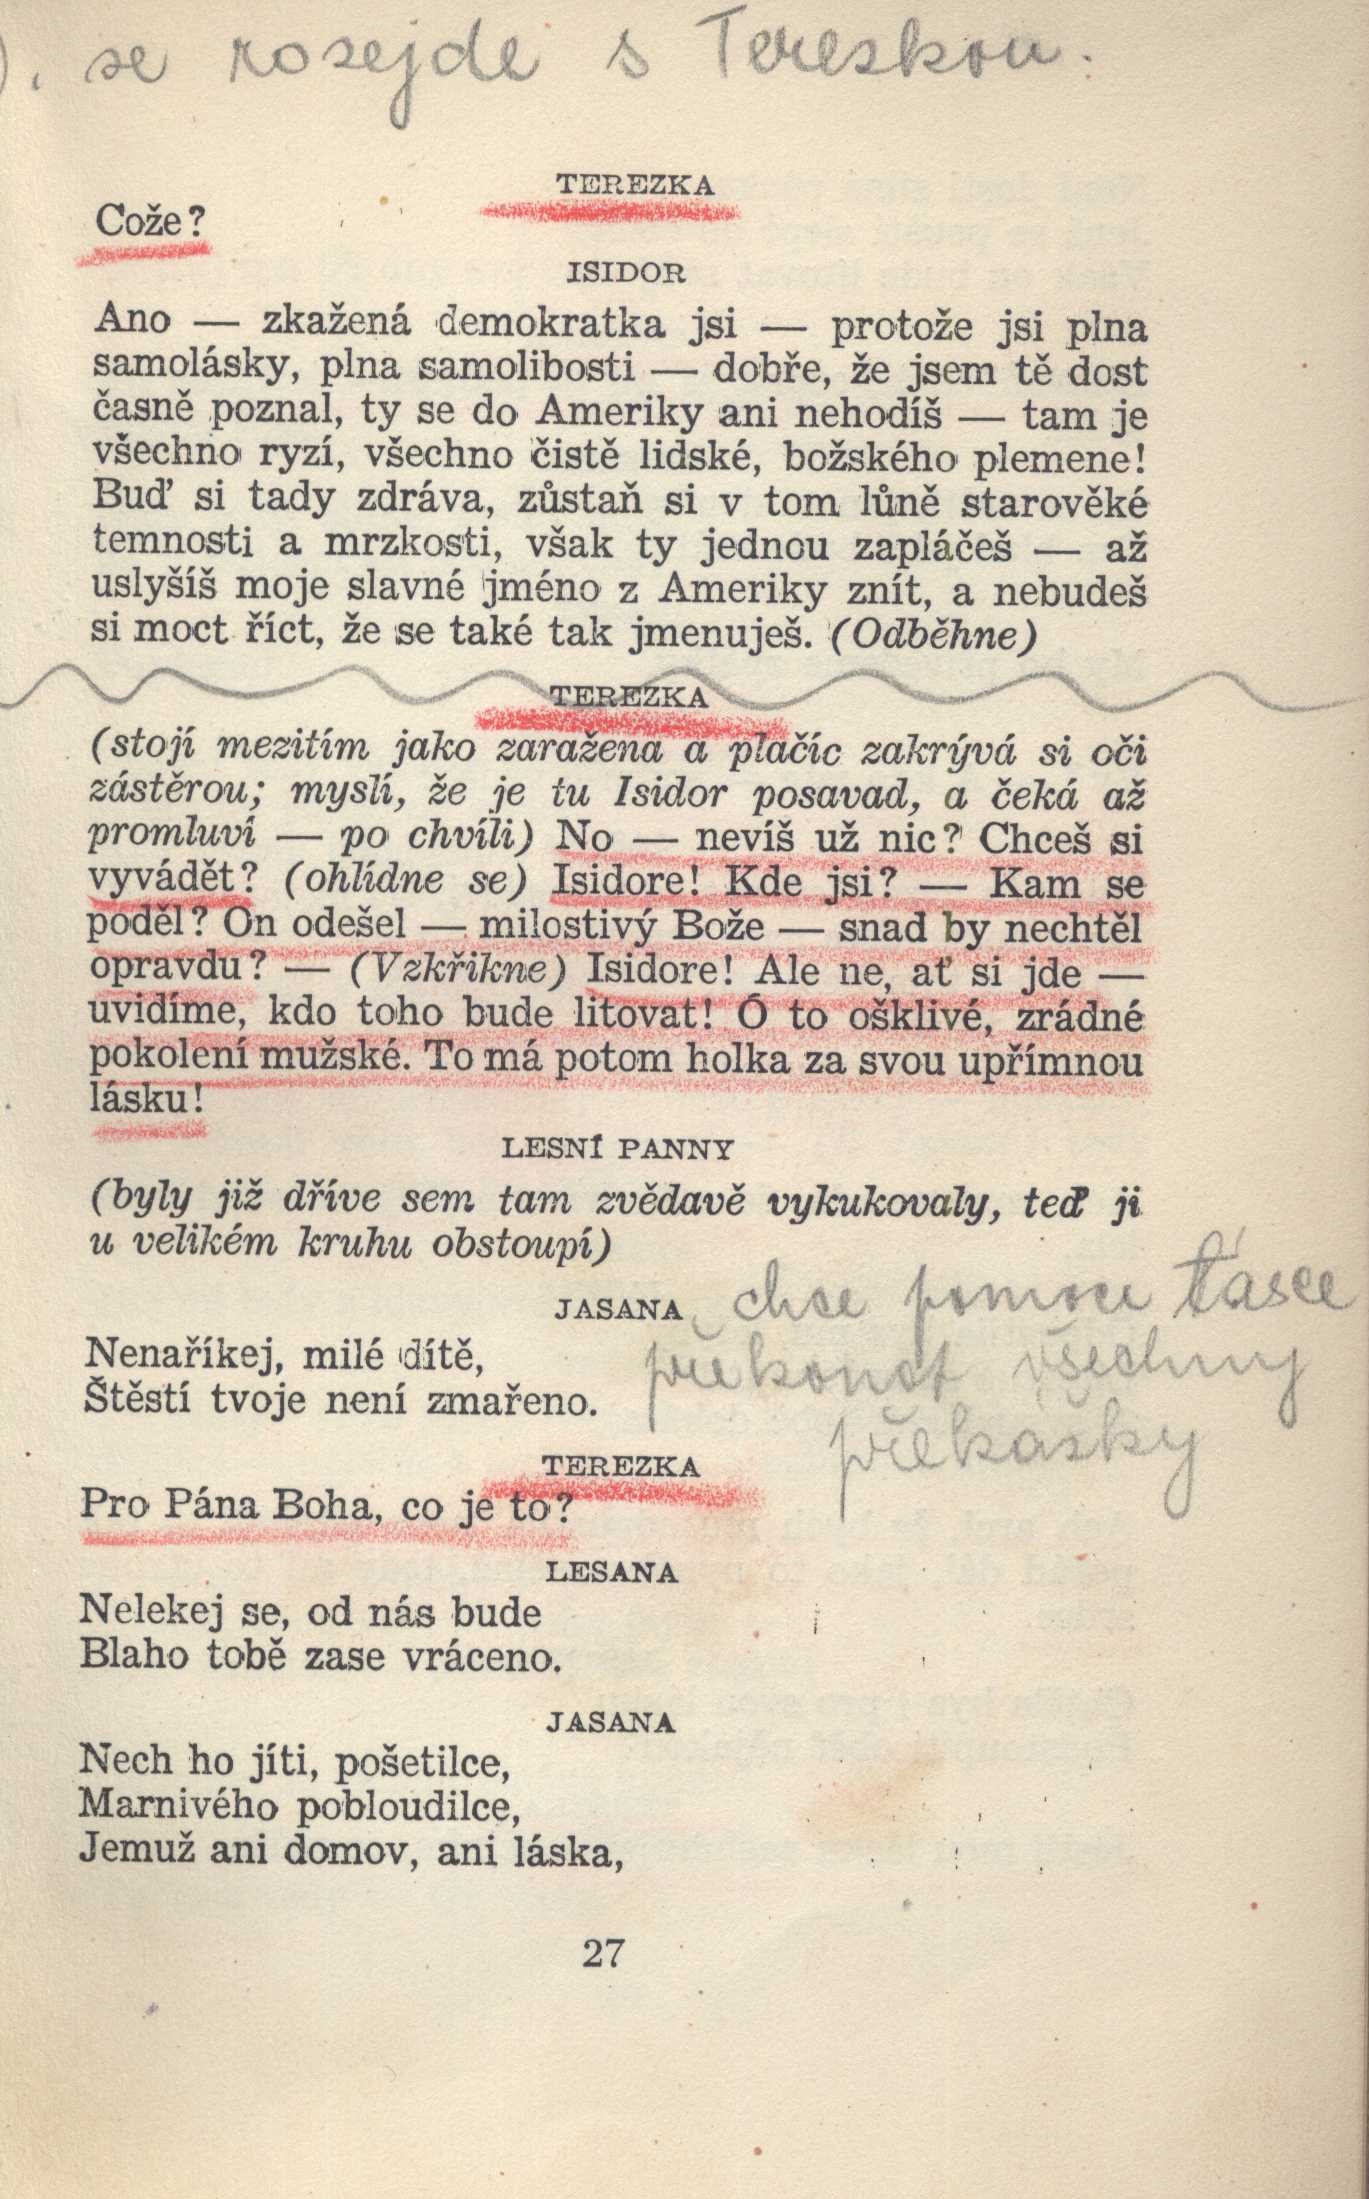 . se rozejde s Terezkou.
TEREZKA
Cože?
ISIDOR
Ano — zkažená demokratka jsi — protože jsi plna
samolásky, plna samolibosti — dobře, že jsem tě dost
časně poznal, ty se do Ameriky ani nehodíš — tam je
všechno ryzí, všechno čistě lidské, božského plemene!
Buď si tady zdráva, zůstaň si v tom lůně starověké
temnosti a mrzkosti, však ty jednou zapláčeš — až
uslyšíš moje slavné jméno z Ameriky znít, a nebudeš
si moct říct, že se také tak jmenuješ. (Odběhne)
TEREZKA
(stojí mezitím jako zaražena a plačíc zakrývá si oči
zástěrou; myslí, že je tu Isidor posavad, a čeká až
promluví — po chvíli) No — nevíš už nic? Chceš si
vyvádět? (ohlídne se) Isidore! Kde jsi? — Kam se
poděl? On odešel — milostivý Bože — snad by nechtěl
opravdu? — (Vzkřikne) Isidore! Ale ne, ať si jde —
uvidíme, kdo toho bude litovat! Ó to ošklivé, zrádné
pokolení mužské. To má potom holka za svou upřímnou
lásku!
LESNÍ PANNY
(byly již dříve sem tam zvědavě vykukovaly, teď ji
u velikém kruhu obstoupí)
JASANA chce pomoci lásce
překonat všechny
překážky
Nenaříkej, milé dítě,
Štěstí tvoje není zmařeno.
TEREZKA
Pro Pána Boha, co je to?
LESANA
Nelekej se, od nás bude
Blaho tobě zase vráceno.
JASANA
Nech ho jíti, pošetilce,
Marnivého pobloudilce,
Jemuž ani domov, ani láska,
27